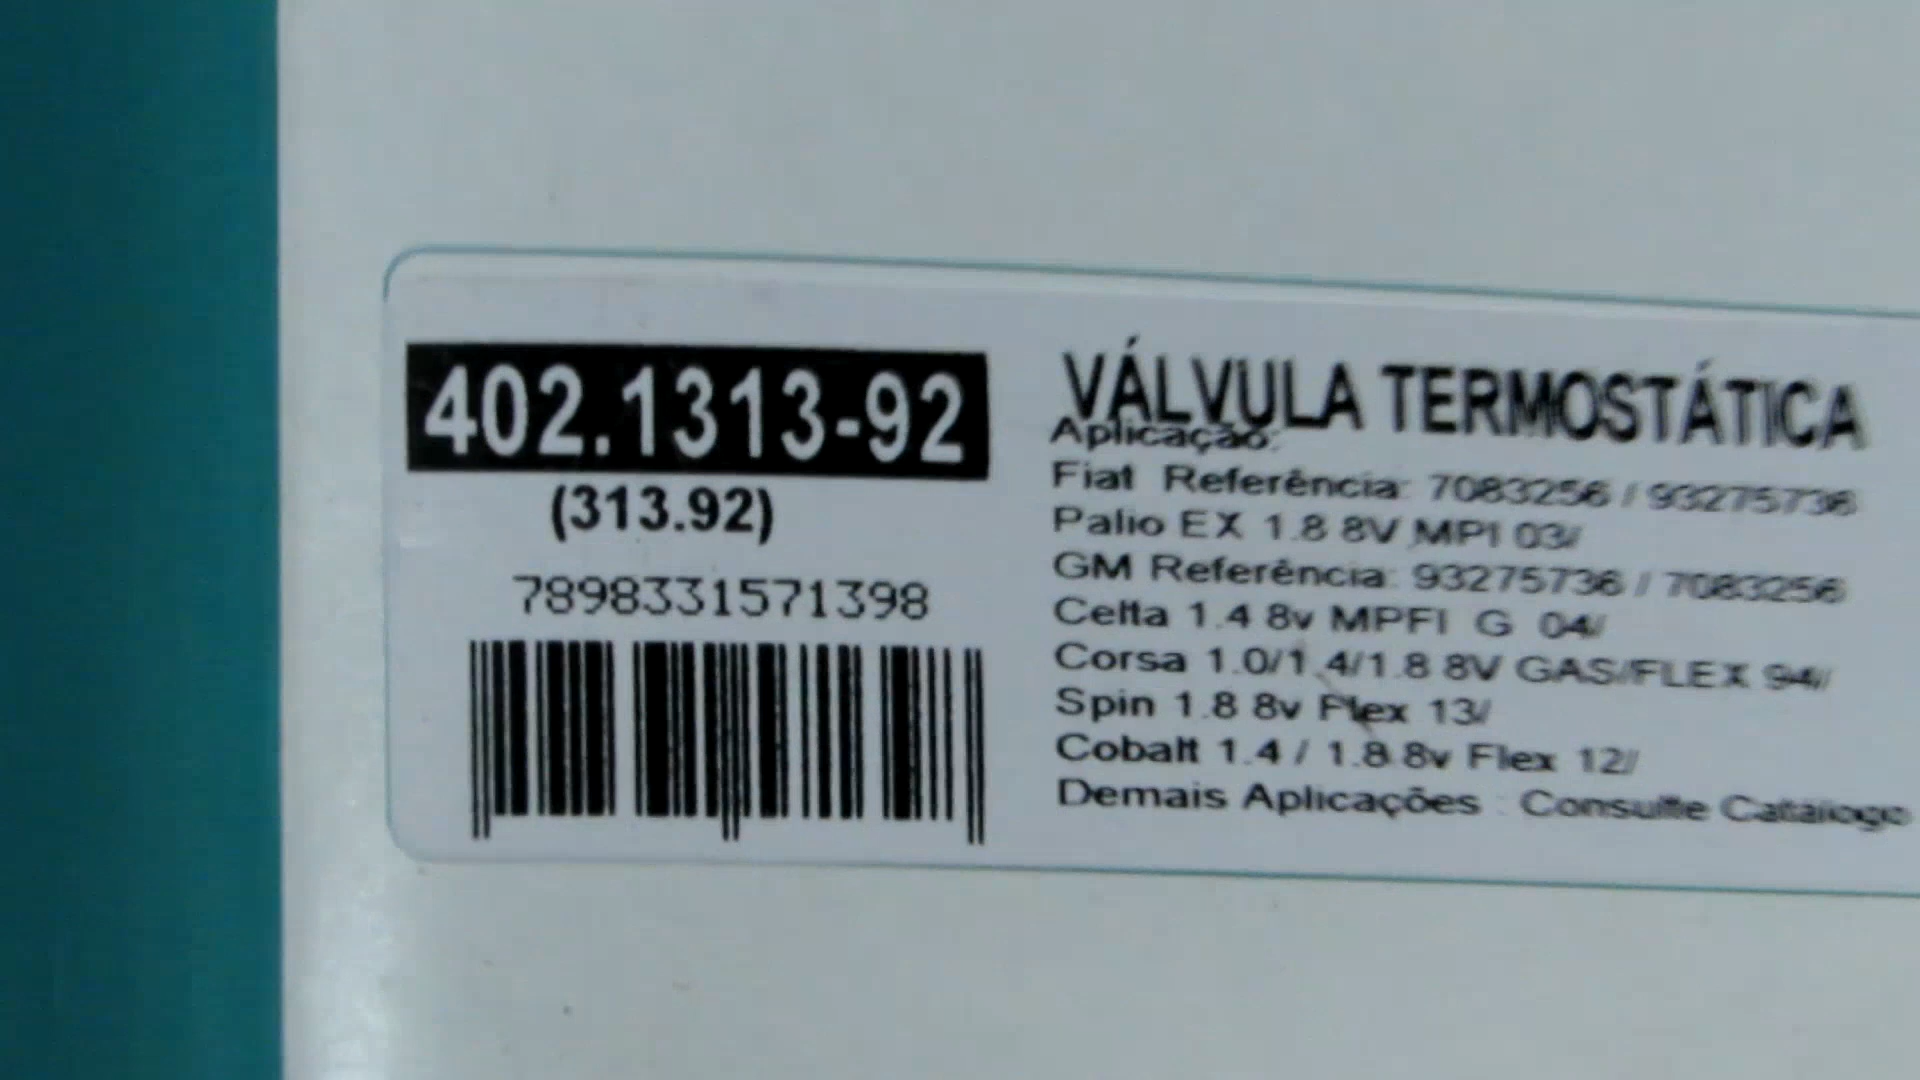 402.1313-92
(313.92)
7898331571398
VÁLVULA TERMOSTÁTICA
Aplicação:
Fiat Referência: 7083256 / 93275736
Palio EX 1.8 8V MPI 03/
GM Referência: 93275736 / 7083256
Celta 1.4 8v MPFI G 04/
Corsa 1.0/1.4/1.8 8V GAS/FLEX 94//
Spin 1.8 8v Flex 13/
Cobalt 1.4 / 1.8 8v Flex 12//
Demais Aplicações : Consulte Catalogo